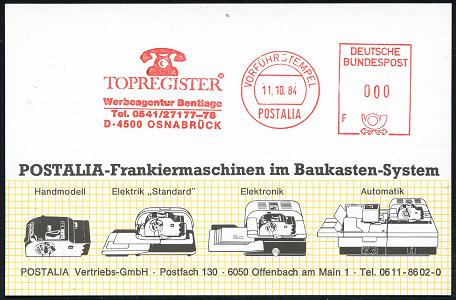 TOPREGISTER®
Werbeagentur Bentlage
Tel. 0541/27177-78
D-4500 OSNABRÜCK
VORFÜHRSTEMPEL
11.10.84
POSTALIA
DEUTSCHE
BUNDESPOST
000
F
POSTALIA-Frankiermaschinen im Baukasten-System
Handmodell Elektrik „Standard" Elektronik Automatik
POSTALIA Vertriebs-GmbH · Postfach 130 · 6050 Offenbach am Main 1 · Tel. 0611-8602-0